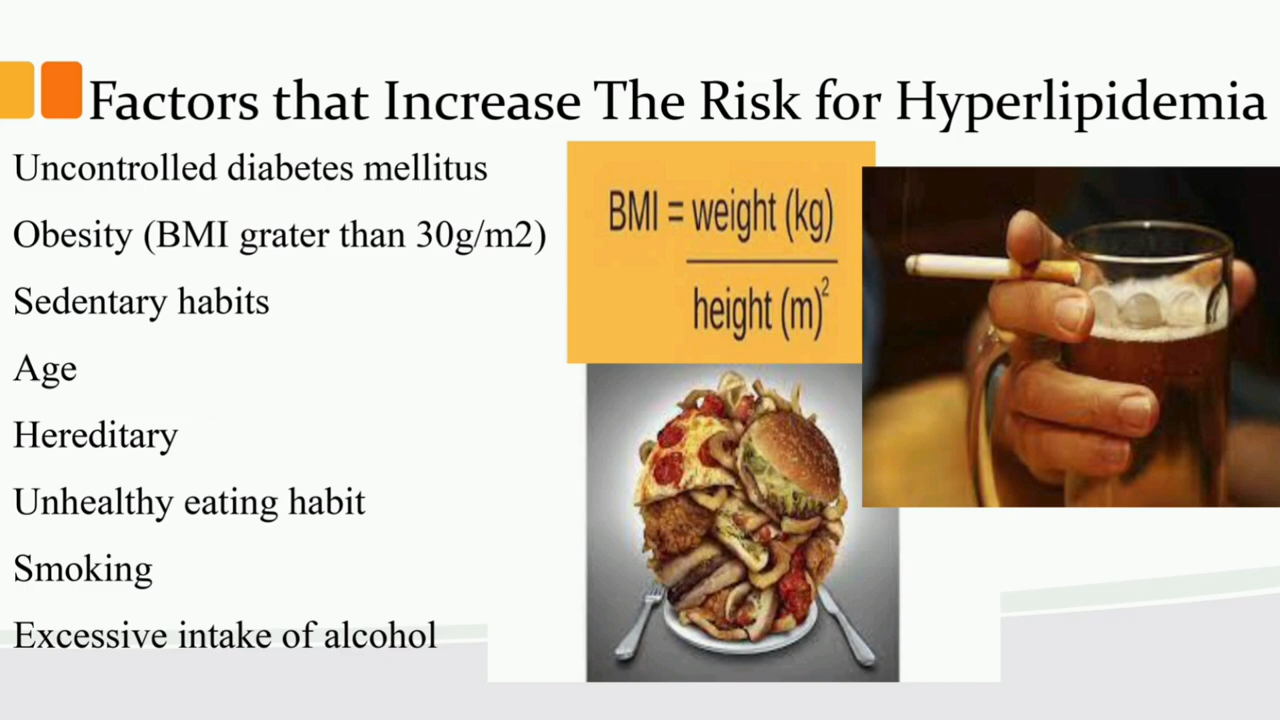 Factors that Increase The Risk for Hyperlipidemia
Uncontrolled diabetes mellitus
Obesity (BMI grater than 30g/m2)
Sedentary habits
Age
Hereditary
Unhealthy eating habit
Smoking
Excessive intake of alcohol
BMI = weight (kg)
height (m)²